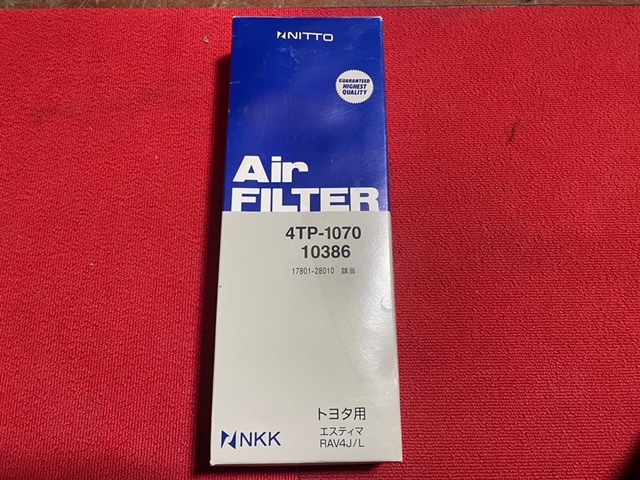 NITTO
GUARANTEED
HIGHEST
QUALITY
Air
FILTER
4TP-1070
10386
17801-28010 該当
トヨタ用
エスティマ
RAV4J/L
NKK